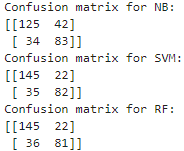 Confusion matrix for NB:
[[125  42]
 [ 34  83]]
Confusion matrix for SVM:
[[145  22]
 [ 35  82]]
Confusion matrix for RF:
[[145  22]
 [ 36  81]]